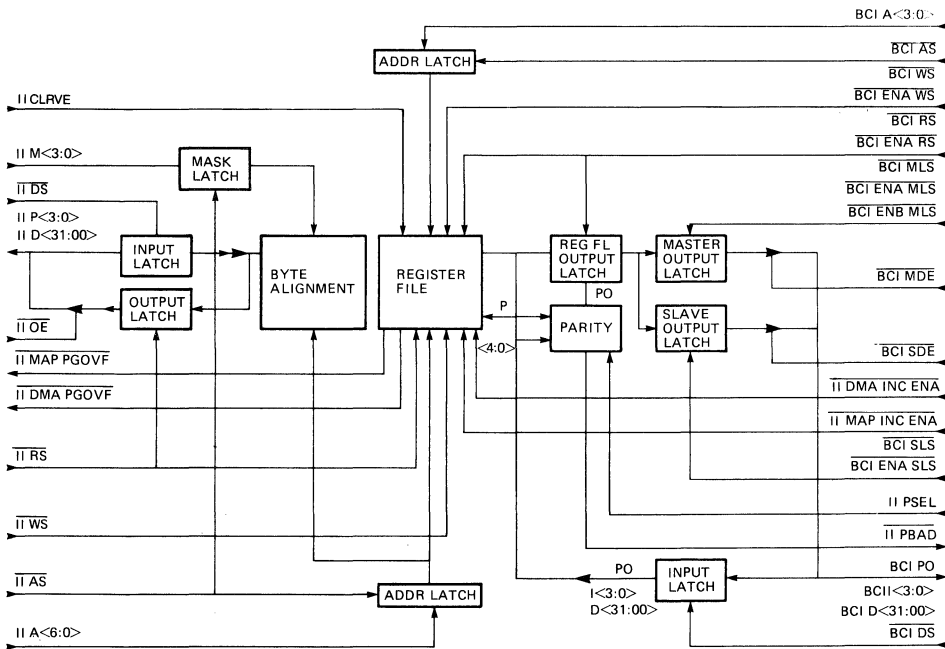 BCI A<3:0>
ADDR LATCH
BCI AS
BCI WS
II CLRVE
BCI ENA WS
BCI RS
BCI ENA RS
II M<3:0>
MASK
LATCH
BCI MLS
II DS
BCI ENA MLS
II P<3:0>
II D<31:00>
BCI ENB MLS
INPUT
LATCH
BYTE
ALIGNMENT
REGISTER
FILE
REG FL
OUTPUT
LATCH
MASTER
OUTPUT
LATCH
BCI MDE
OUTPUT
LATCH
PO
P
PARITY
SLAVE
OUTPUT
LATCH
II OE
<4:0>
BCI SDE
II MAP PGOVF
II DMA INC ENA
II DMA PGOVF
II MAP INC ENA
BCI SLS
II RS
BCI ENA SLS
II PSEL
II WS
II PBAD
II AS
PO
INPUT
LATCH
BCI PO
ADDR LATCH
I<3:0>
D<31:00>
BCII<3:0>
BCI D<31:00>
II A<6:0>
BCI DS